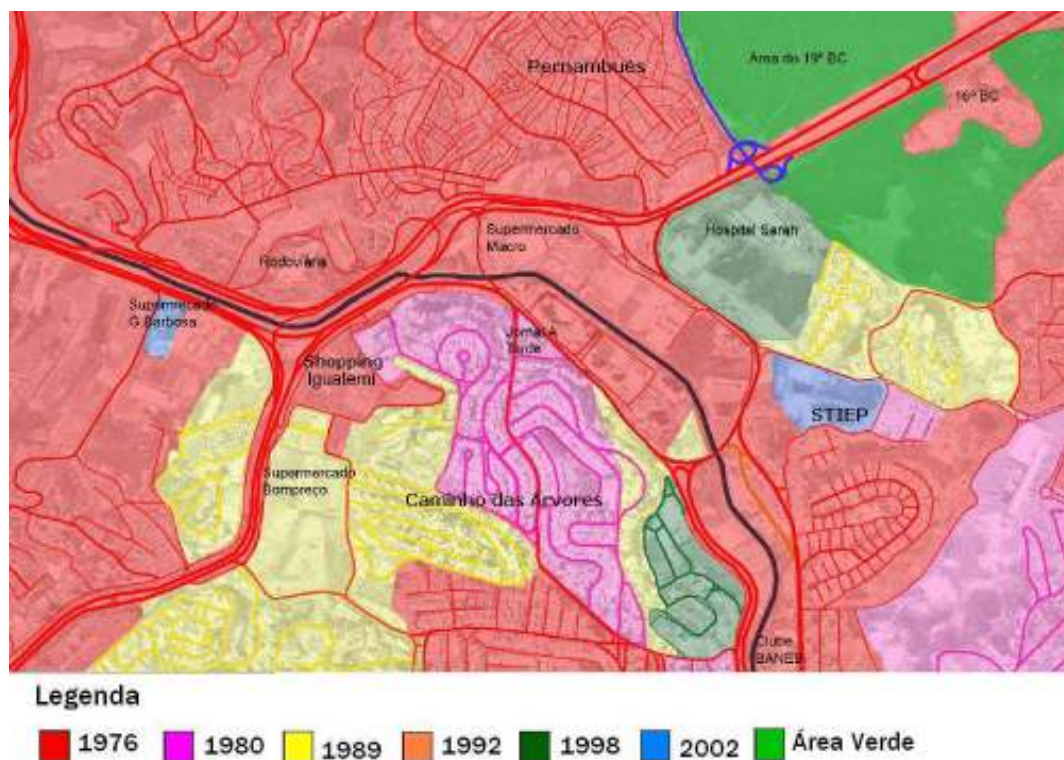 Pernambués
Área do 19º BC
16º BC
Supermercado
Macro
Hospital Sarah
Rodoviária
Supermercado
G.Barbosa
Jornal A
Tarde
Shopping
Iguatemi
STIEP
Supermercado
Bompreço
Caminho das Árvores
Clube
BANEB
Legenda
1976
1980
1989
1992
1998
2002
Área Verde